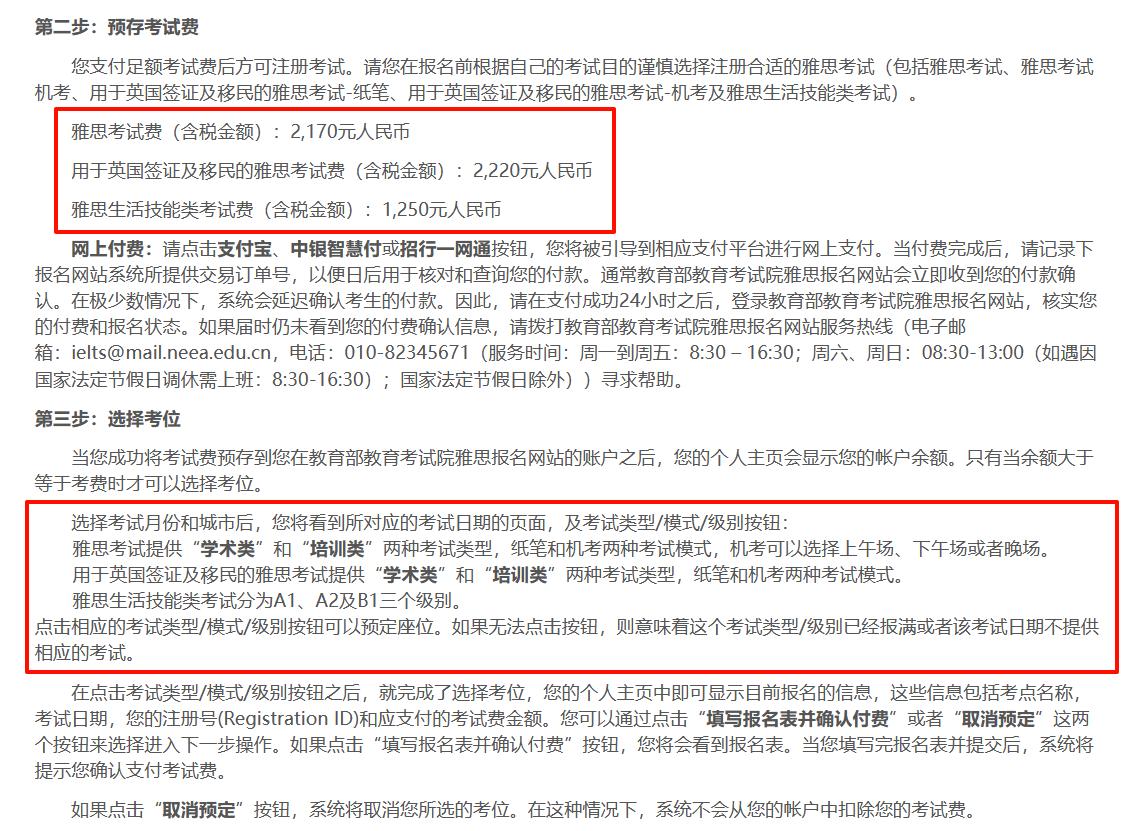 第二步：预存考试费
您支付足额考试费后方可注册考试。请您在报名前根据自己的考试目的谨慎选择注册合适的雅思考试（包括雅思考试、雅思考试
机考、用于英国签证及移民的雅思考试-纸笔、用于英国签证及移民的雅思考试-机考及雅思生活技能类考试）。
雅思考试费（含税金额）：2,170元人民币
用于英国签证及移民的雅思考试费（含税金额）：2,220元人民币
雅思生活技能类考试费（含税金额）：1,250元人民币
网上付费：请点击支付宝、中银智慧付或招行一网通按钮，您将被引导到相应支付平台进行网上支付。当付费完成后，请记录下
报名网站系统所提供交易订单号，以便日后用于核对和查询您的付款。通常教育部教育考试院雅思报名网站会立即收到您的付款确
认。在极少数情况下，系统会延迟确认考生的付款。因此，请在支付成功24小时之后，登录教育部教育考试院雅思报名网站，核实您
的付费和报名状态。如果届时仍未看到您的付费确认信息，请拨打教育部教育考试院雅思报名网站服务热线（电子邮
箱：ielts@mail.neea.edu.cn，电话：010-82345671（服务时间：周一到周五：8:30 – 16:30；周六、周日：08:30-13:00（如遇因
国家法定节假日调休需上班：8:30-16:30）；国家法定节假日除外））寻求帮助。
第三步：选择考位
当您成功将考试费预存到您在教育部教育考试院雅思报名网站的账户之后，您的个人主页会显示您的帐户余额。只有当余额大于
等于考费时才可以选择考位。
选择考试月份和城市后，您将看到所对应的考试日期的页面，及考试类型/模式/级别按钮：
雅思考试提供“学术类”和“培训类”两种考试类型，纸笔和机考两种考试模式，机考可以选择上午场、下午场或者晚场。
用于英国签证及移民的雅思考试提供“学术类”和“培训类”两种考试类型，纸笔和机考两种考试模式。
雅思生活技能类考试分为A1、A2及B1三个级别。
点击相应的考试类型/模式/级别按钮可以预定座位。如果无法点击按钮，则意味着这个考试类型/级别已经报满或者该考试日期不提供
相应的考试。
在点击考试类型/模式/级别按钮之后，就完成了选择考位，您的个人主页中即可显示目前报名的信息，这些信息包括考点名称，
考试日期，您的注册号(Registration ID)和应支付的考试费金额。您可以通过点击“填写报名表并确认付费”或者“取消预定”这两
个按钮来选择进入下一步操作。如果点击“填写报名表并确认付费”按钮，您将会看到报名表。当您填写完报名表并提交后，系统将
提示您确认支付考试费。
如果点击“取消预定”按钮，系统将取消您所选的考位。在这种情况下，系统不会从您的帐户中扣除您的考试费。